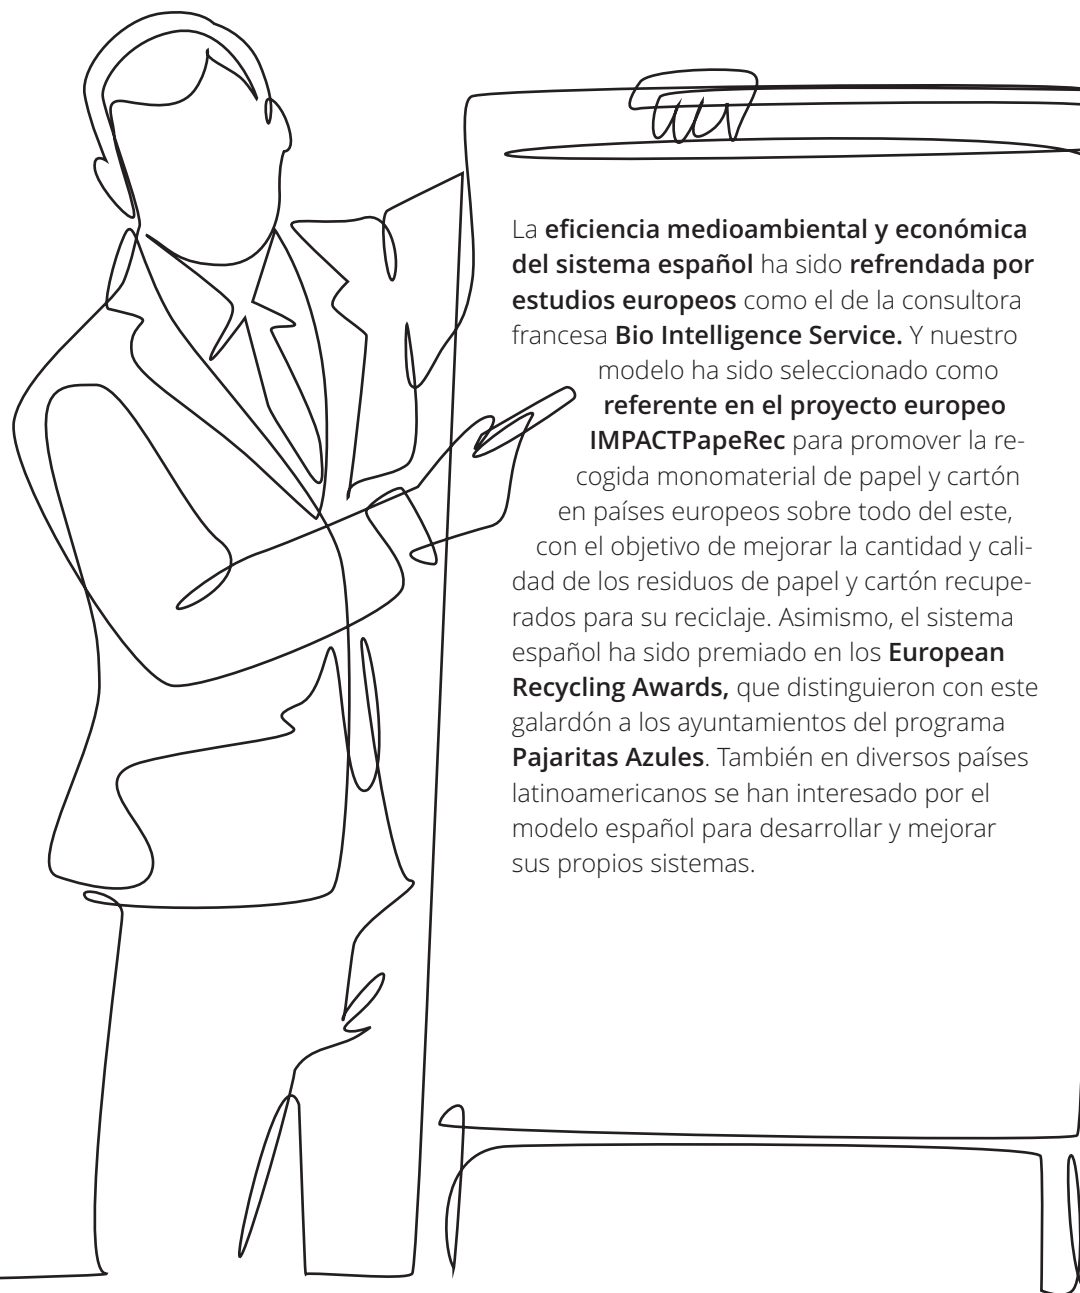 La eficiencia medioambiental y económica
del sistema español ha sido refrendada por
estudios europeos como el de la consultora
francesa Bio Intelligence Service. Y nuestro
modelo ha sido seleccionado como
referente en el proyecto europeo
IMPACTPapeRec para promover la re-
cogida monomaterial de papel y cartón
en países europeos sobre todo del este,
con el objetivo de mejorar la cantidad y cali-
dad de los residuos de papel y cartón recupe-
rados para su reciclaje. Asimismo, el sistema
español ha sido premiado en los European
Recycling Awards, que distinguieron con este
galardón a los ayuntamientos del programa
Pajaritas Azules. También en diversos países
latinoamericanos se han interesado por el
modelo español para desarrollar y mejorar
sus propios sistemas.